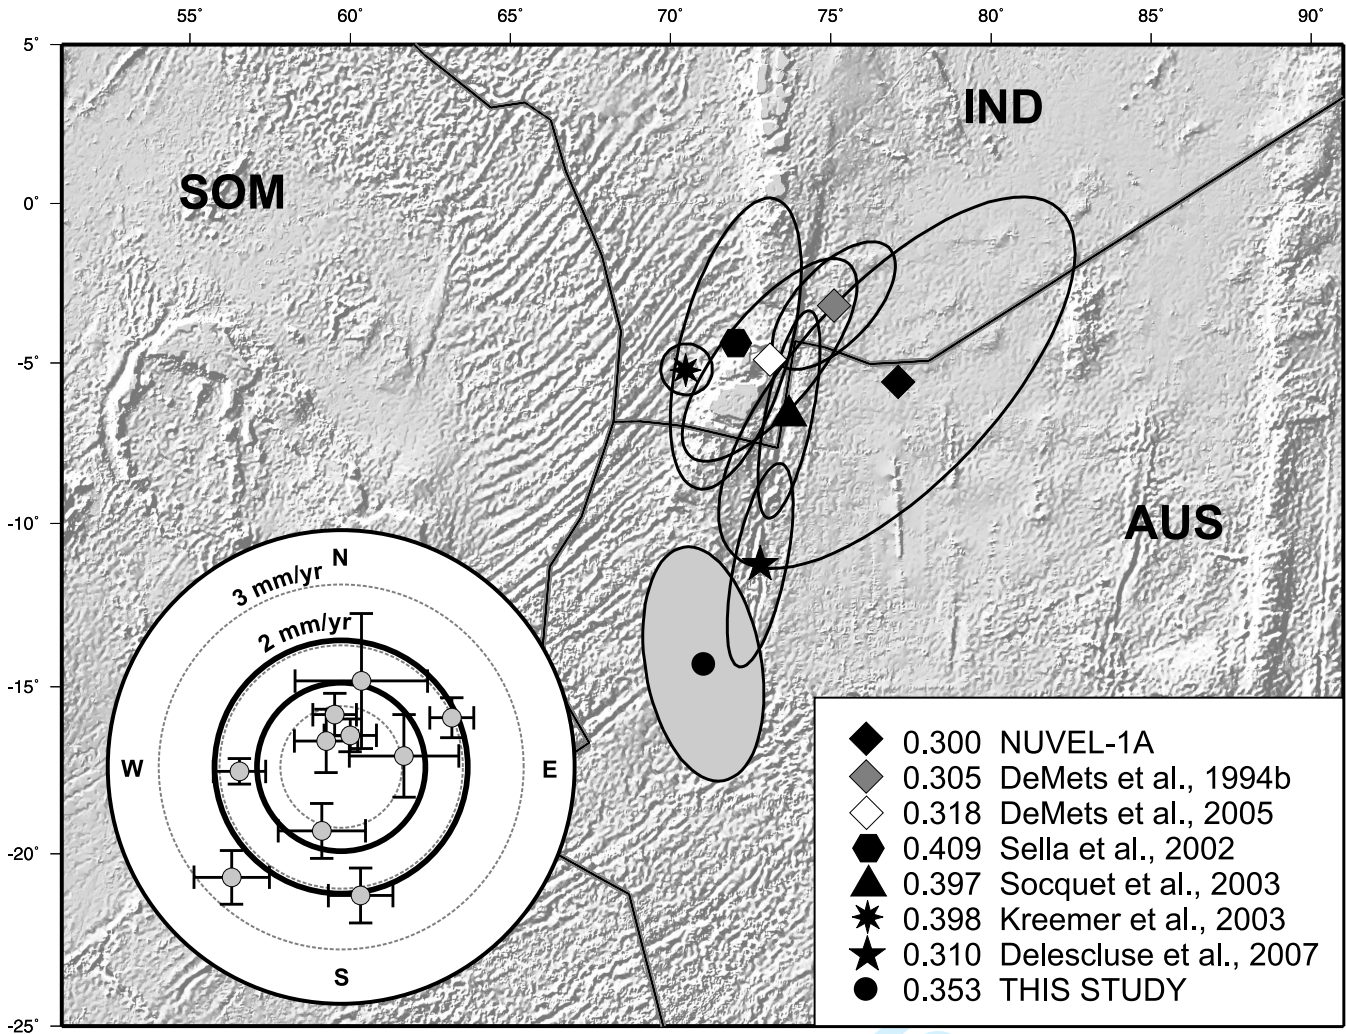 55° 60° 65° 70° 75° 80° 85° 90°
5°
0°
-5°
-10°
-15°
-20°
-25°
IND
SOM
AUS
N
3 mm/yr
2 mm/yr
W E
S
0.300 NUVEL-1A
0.305 DeMets et al., 1994b
0.318 DeMets et al., 2005
0.409 Sella et al., 2002
0.397 Socquet et al., 2003
0.398 Kreemer et al., 2003
0.310 Delescluse et al., 2007
0.353 THIS STUDY